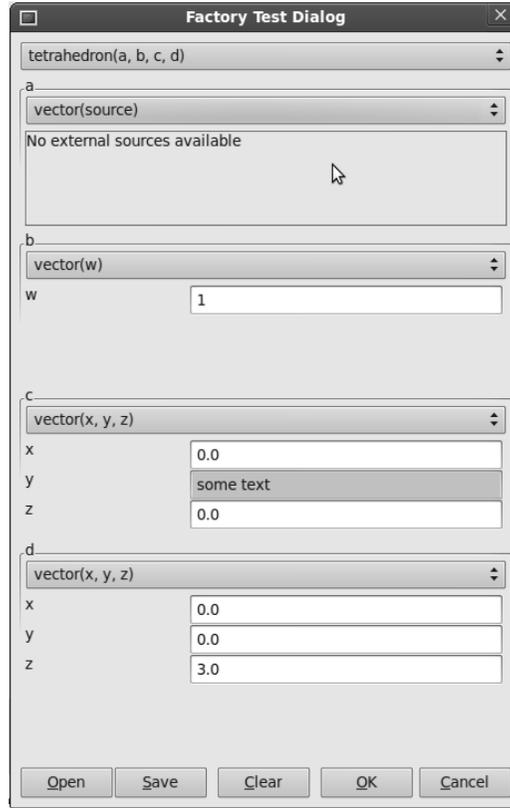 Factory Test Dialog
tetrahedron(a, b, c, d)
a
vector(source)
No external sources available
b
vector(w)
w 1
c
vector(x, y, z)
x 0.0
y some text
z 0.0
d
vector(x, y, z)
x 0.0
y 0.0
z 3.0
Open Save Clear OK Cancel